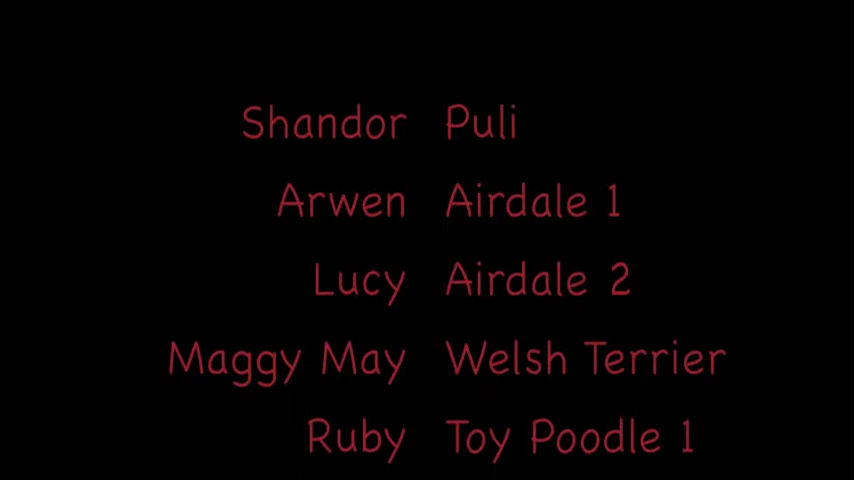 Shandor Puli
Arwen Airdale 1
Lucy Airdale 2
Maggy May Welsh Terrier
Ruby Toy Poodle 1